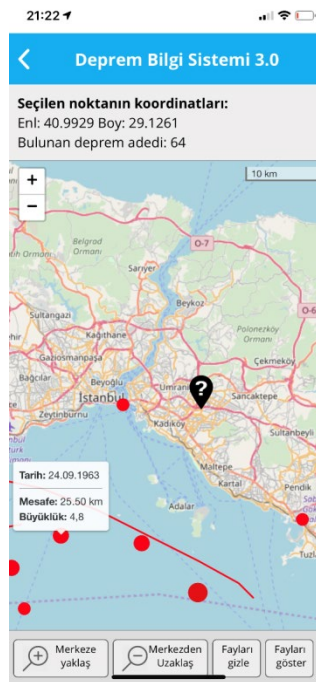 21:22
Deprem Bilgi Sistemi 3.0
Seçilen noktanın koordinatları:
Enl: 40.9929 Boy: 29.1261
Bulunan deprem adedi: 64
+
−
10 km
O-7
Belgrad
Ormanı
Sarıyer
Beykoz
Polonezköy
Ormanı
O-6
Sultangazi
Kağıthane
Çekmeköy
Gaziosmanpaşa
Bağcılar
Beyoğlu
İstanbul
?
Sancaktepe
Zeytinburnu
Kadıköy
Sultanbeyli
Maltepe
Kartal
Pendik
Adalar
Tarih: 24.09.1963
Mesafe: 25.50 km
Büyüklük: 4,8
Merkeze
yaklaş
Merkezden
Uzaklaş
Fayları
gizle
Fayları
göster